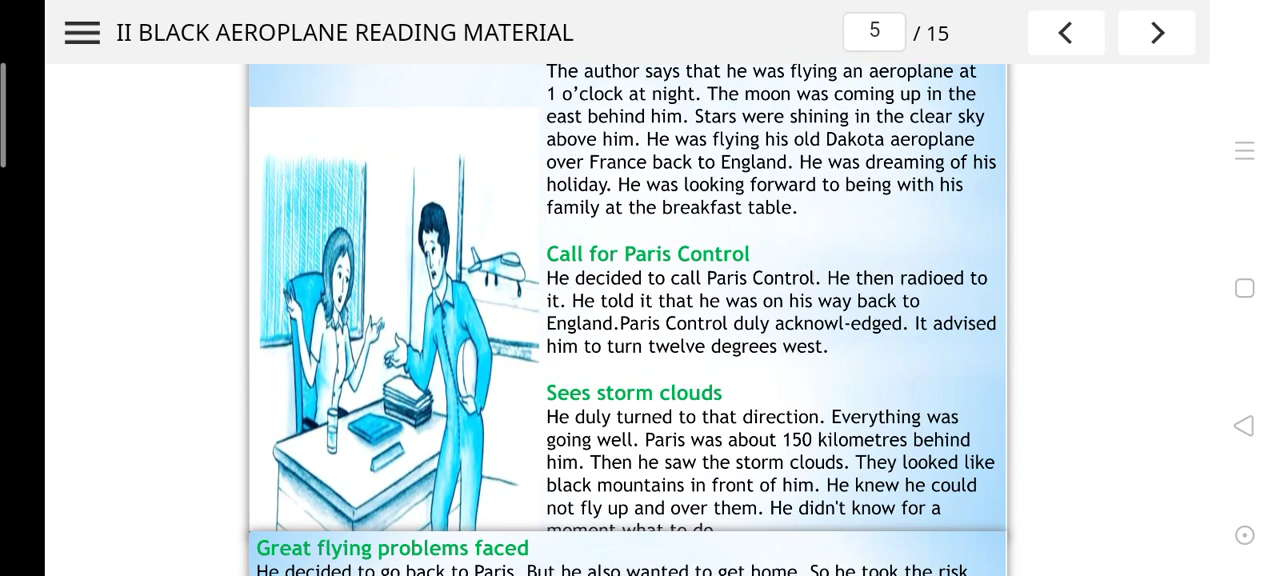 II BLACK AEROPLANE READING MATERIAL
5 / 15
The author says that he was flying an aeroplane at
1 o’clock at night. The moon was coming up in the
east behind him. Stars were shining in the clear sky
above him. He was flying his old Dakota aeroplane
over France back to England. He was dreaming of his
holiday. He was looking forward to being with his
family at the breakfast table.
Call for Paris Control
He decided to call Paris Control. He then radioed to
it. He told it that he was on his way back to
England.Paris Control duly acknowl-edged. It advised
him to turn twelve degrees west.
Sees storm clouds
He duly turned to that direction. Everything was
going well. Paris was about 150 kilometres behind
him. Then he saw the storm clouds. They looked like
black mountains in front of him. He knew he could
not fly up and over them. He didn't know for a
moment what to do.
Great flying problems faced
He decided to go back to Paris. But he also wanted to get home. So he took the risk